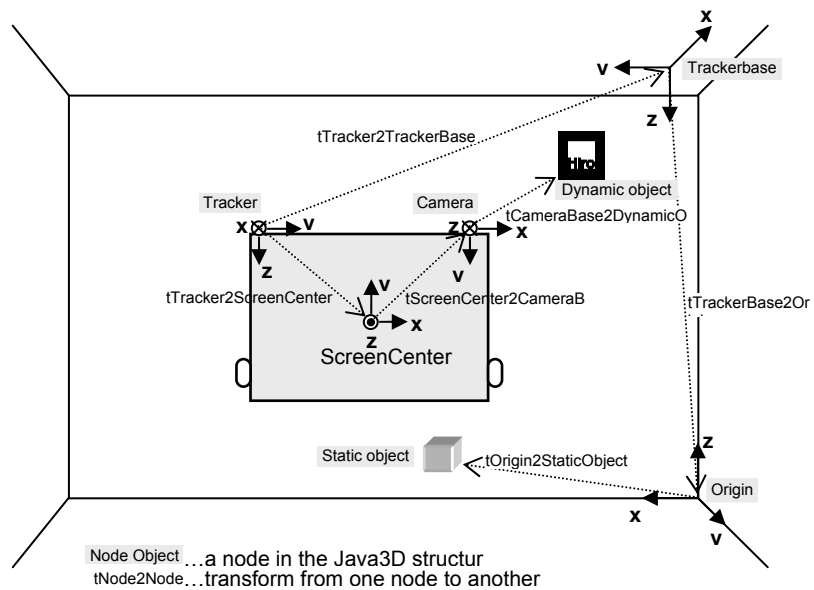 x
v
Trackerbase
z
tTracker2TrackerBase
Hiro
Dynamic object
Tracker
Camera
tCameraBase2DynamicO
x
v
z
x
z
v
tTracker2ScreenCenter
v
tScreenCenter2CameraB
tTrackerBase2Or
x
z
ScreenCenter
z
Static object
tOrigin2StaticObject
Origin
x
v
Node Object ...a node in the Java3D structur
tNode2Node...transform from one node to another